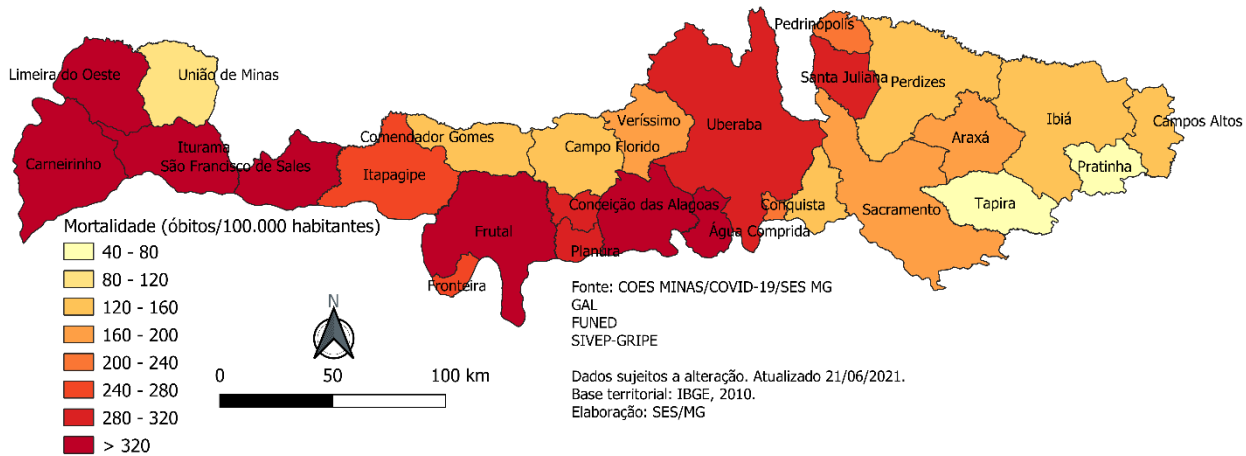 Pedrinópolis
Limeira do Oeste
União de Minas
Santa Juliana
Perdizes
Ibiá
Campos Altos
Veríssimo
Uberaba
Comendador Gomes
Araxá
Iturama
Campo Florido
Carneirinho
São Francisco de Sales
Itapagipe
Pratinha
Conceição das Alagoas
Conquista
Sacramento
Tapira
Frutal
Água Comprida
Planura
Fronteira
Mortalidade (óbitos/100.000 habitantes)
40 - 80
80 - 120
120 - 160
160 - 200
200 - 240
240 - 280
280 - 320
> 320
N
0 50 100 km
Fonte: COES MINAS/COVID-19/SES MG
GAL
FUNED
SIVEP-GRIPE
Dados sujeitos a alteração. Atualizado 21/06/2021.
Base territorial: IBGE, 2010.
Elaboração: SES/MG